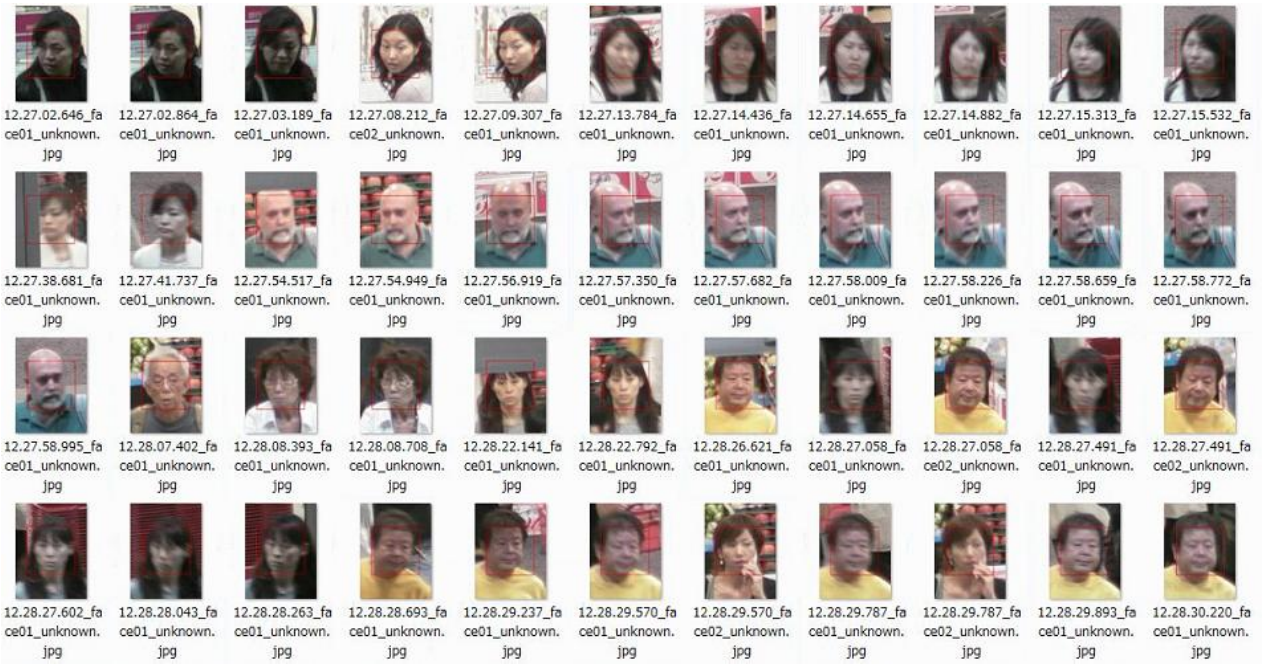 12.27.02.646_fa 12.27.02.864_fa 12.27.03.189_fa 12.27.08.212_fa 12.27.09.307_fa 12.27.13.784_fa 12.27.14.436_fa 12.27.14.655_fa 12.27.14.882_fa 12.27.15.313_fa 12.27.15.532_fa
ce01_unknown. ce01_unknown. ce01_unknown. ce02_unknown. ce01_unknown. ce01_unknown. ce01_unknown. ce01_unknown. ce01_unknown. ce01_unknown. ce01_unknown.
jpg jpg jpg jpg jpg jpg jpg jpg jpg jpg jpg
12.27.38.681_fa 12.27.41.737_fa 12.27.54.517_fa 12.27.54.949_fa 12.27.56.919_fa 12.27.57.350_fa 12.27.57.682_fa 12.27.58.009_fa 12.27.58.226_fa 12.27.58.659_fa 12.27.58.772_fa
ce01_unknown. ce01_unknown. ce01_unknown. ce01_unknown. ce01_unknown. ce01_unknown. ce01_unknown. ce01_unknown. ce01_unknown. ce01_unknown. ce01_unknown.
jpg jpg jpg jpg jpg jpg jpg jpg jpg jpg jpg
12.27.58.995_fa 12.28.07.402_fa 12.28.08.393_fa 12.28.08.708_fa 12.28.22.141_fa 12.28.22.792_fa 12.28.26.621_fa 12.28.27.058_fa 12.28.27.058_fa 12.28.27.491_fa 12.28.27.491_fa
ce01_unknown. ce01_unknown. ce01_unknown. ce01_unknown. ce01_unknown. ce01_unknown. ce01_unknown. ce01_unknown. ce02_unknown. ce01_unknown. ce02_unknown.
jpg jpg jpg jpg jpg jpg jpg jpg jpg jpg jpg
12.28.27.602_fa 12.28.28.043_fa 12.28.28.263_fa 12.28.28.693_fa 12.28.29.237_fa 12.28.29.570_fa 12.28.29.570_fa 12.28.29.787_fa 12.28.29.787_fa 12.28.29.893_fa 12.28.30.220_fa
ce01_unknown. ce01_unknown. ce01_unknown. ce01_unknown. ce01_unknown. ce01_unknown. ce02_unknown. ce01_unknown. ce02_unknown. ce01_unknown. ce01_unknown.
jpg jpg jpg jpg jpg jpg jpg jpg jpg jpg jpg